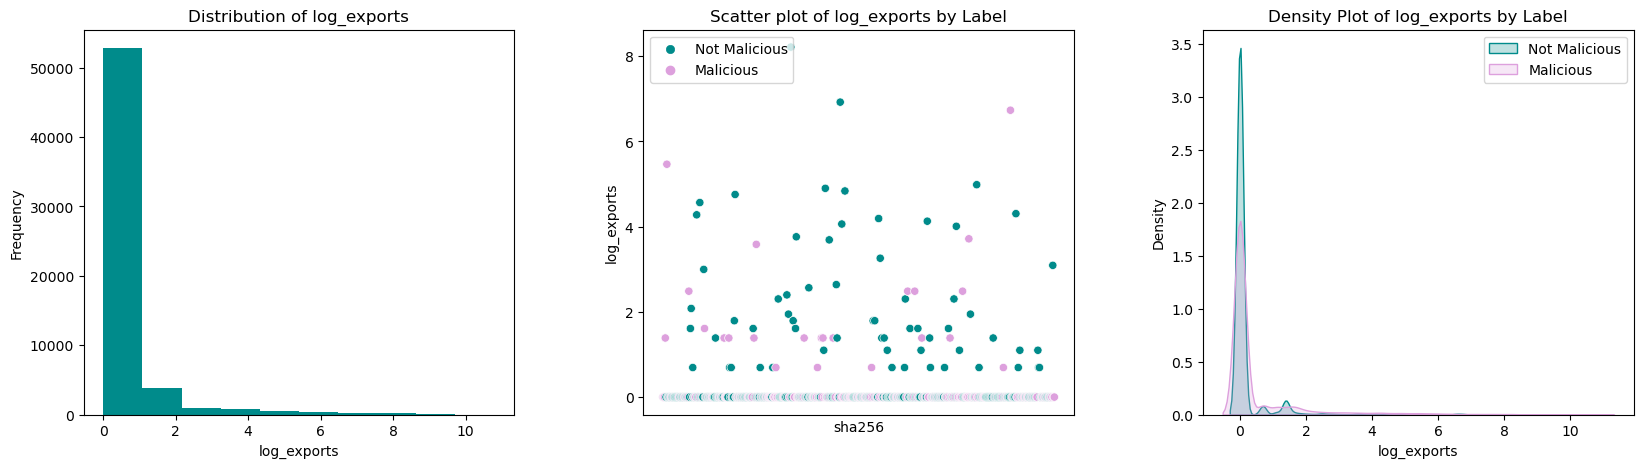 Distribution of log_exports
50000
40000
30000
20000
10000
0
Frequency
0 2 4 6 8 10
log_exports
Scatter plot of log_exports by Label
Not Malicious
Malicious
8
6
4
2
0
log_exports
sha256
Density Plot of log_exports by Label
Not Malicious
Malicious
3.5
3.0
2.5
2.0
1.5
1.0
0.5
0.0
Density
0 2 4 6 8 10
log_exports